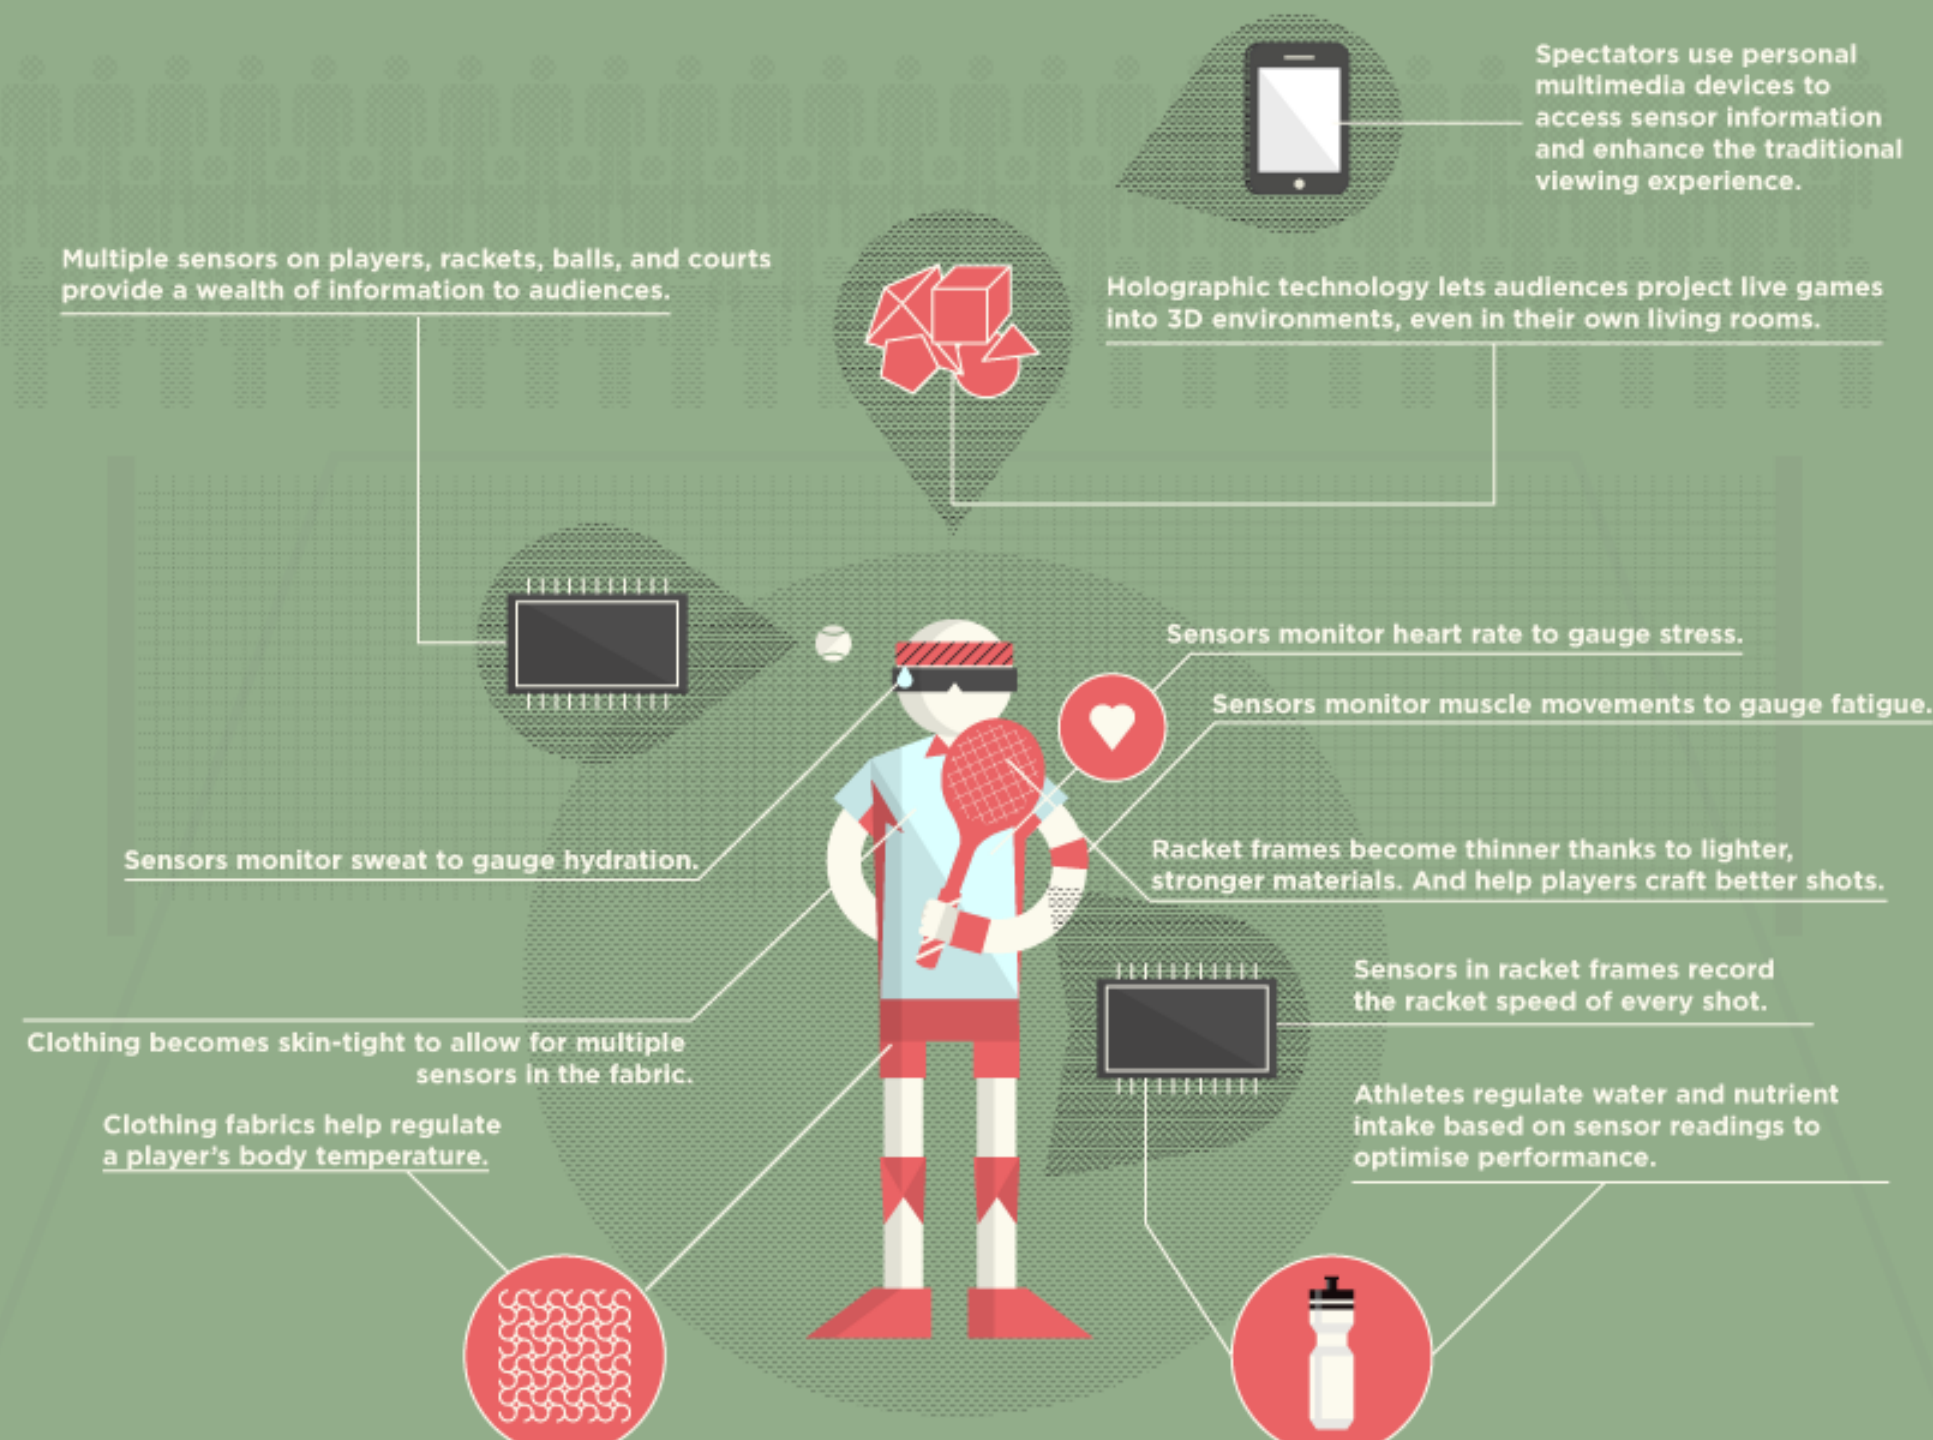 Spectators use personal
multimedia devices to
access sensor information
and enhance the traditional
viewing experience.
Multiple sensors on players, rackets, balls, and courts
provide a wealth of information to audiences.
Holographic technology lets audiences project live games
into 3D environments, even in their own living rooms.
Sensors monitor heart rate to gauge stress.
Sensors monitor muscle movements to gauge fatigue.
Sensors monitor sweat to gauge hydration.
Racket frames become thinner thanks to lighter,
stronger materials. And help players craft better shots.
Sensors in racket frames record
the racket speed of every shot.
Clothing becomes skin-tight to allow for multiple
sensors in the fabric.
Clothing fabrics help regulate
a player's body temperature.
Athletes regulate water and nutrient
intake based on sensor readings to
optimise performance.